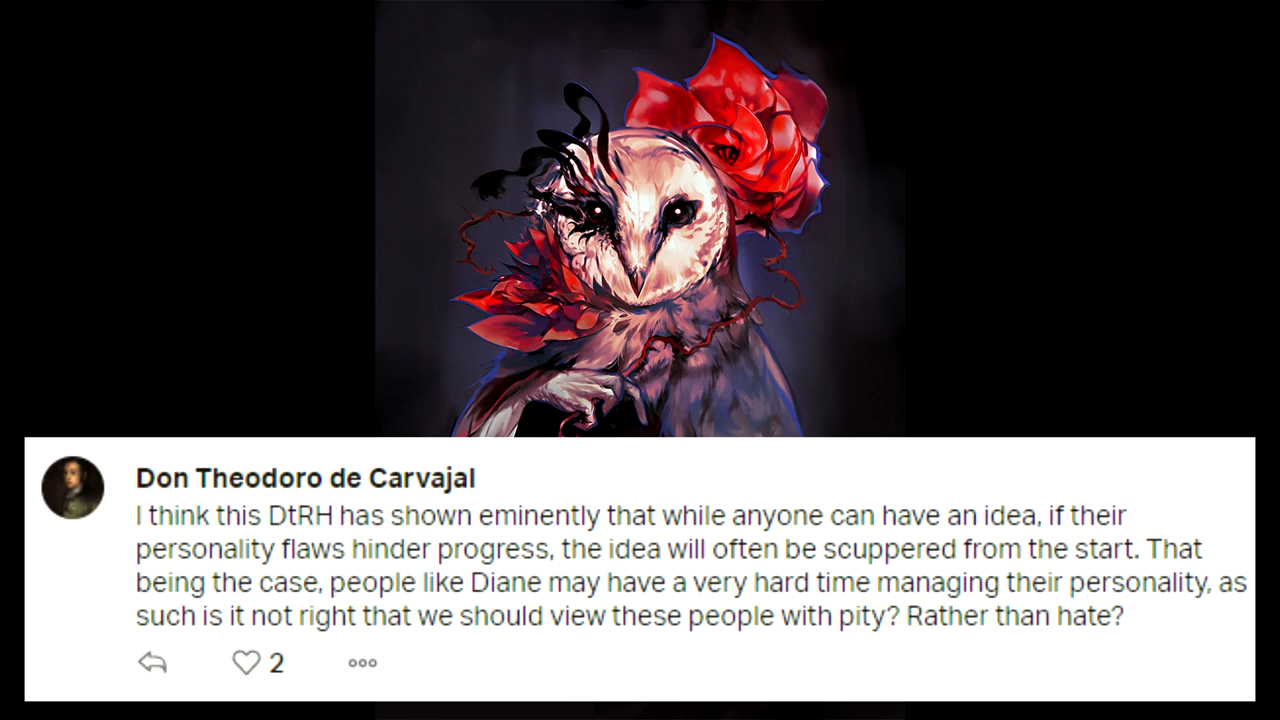 Don Theodoro de Carvajal
I think this DtRH has shown eminently that while anyone can have an idea, if their
personality flaws hinder progress, the idea will often be scuppered from the start. That
being the case, people like Diane may have a very hard time managing their personality, as
such is it not right that we should view these people with pity? Rather than hate?
2